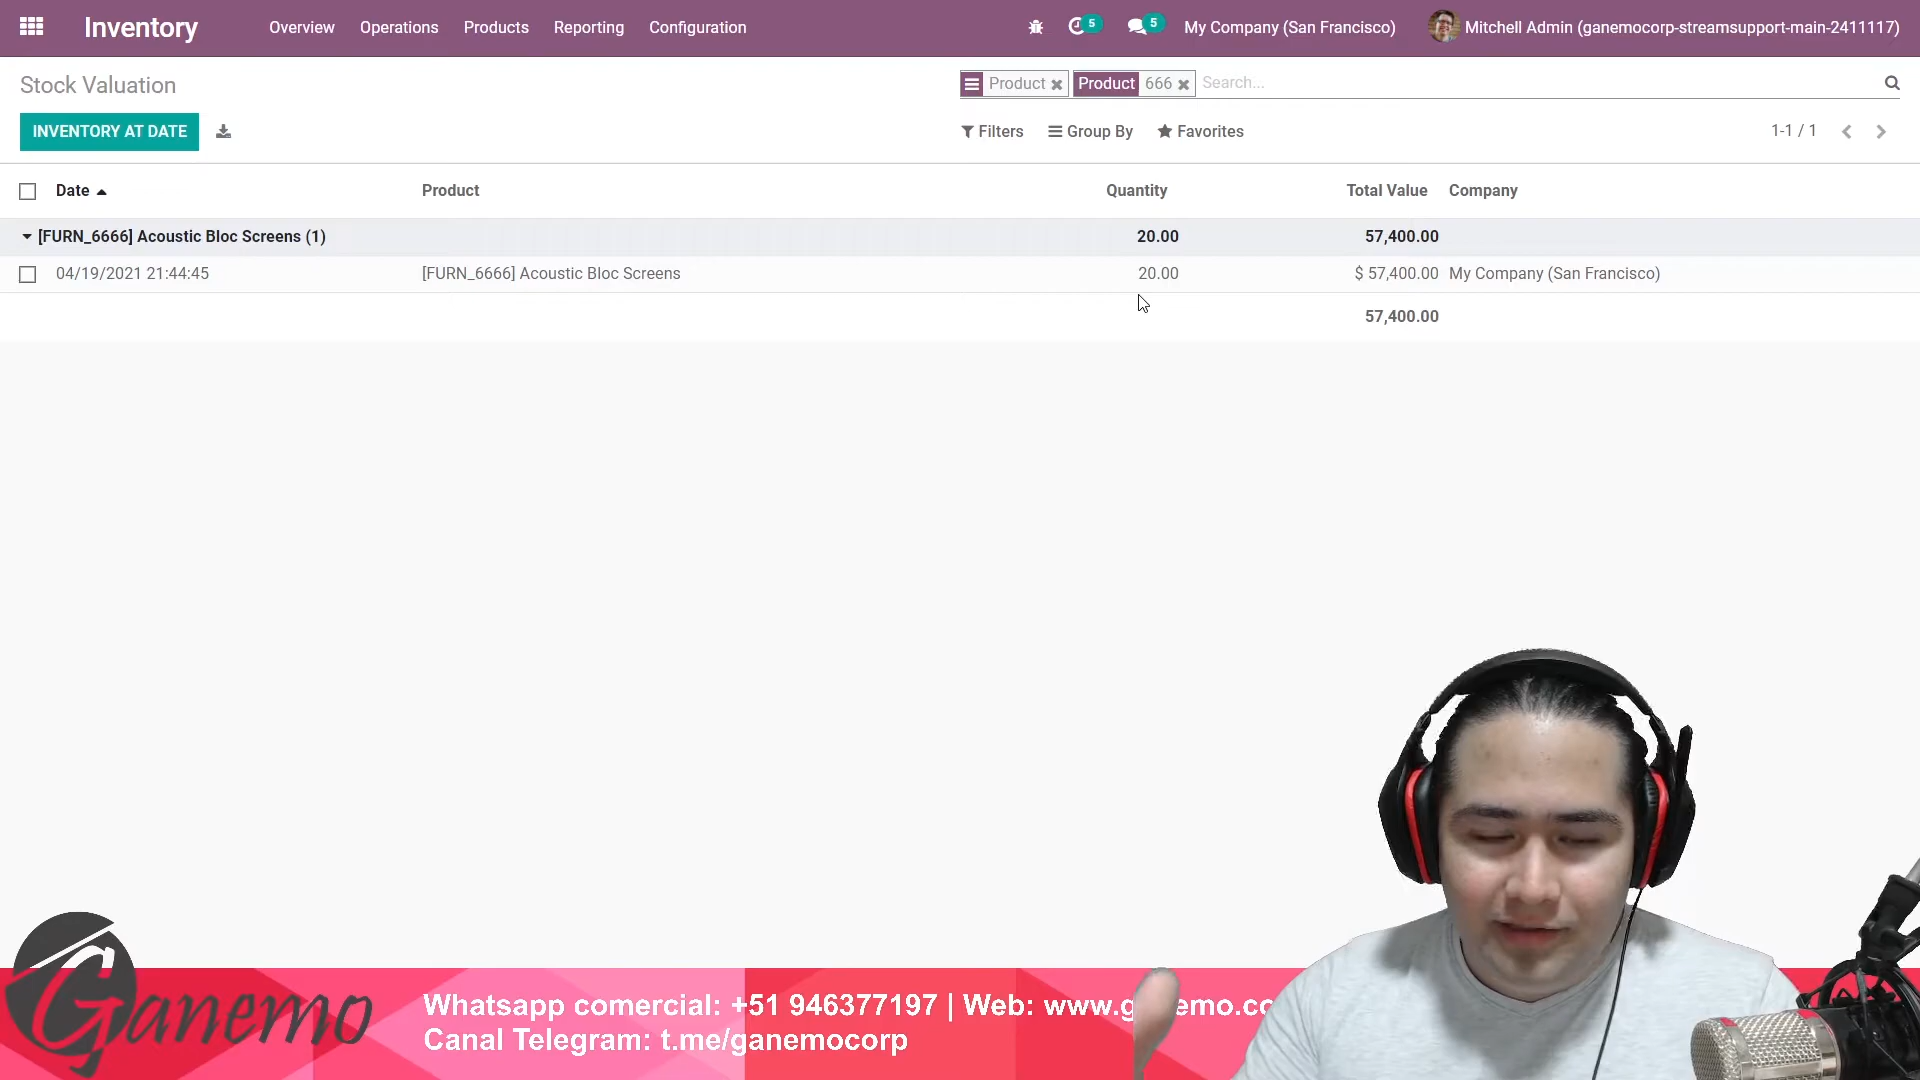 Inventory Overview Operations Products Reporting Configuration 5 5 My Company (San Francisco) Mitchell Admin (ganemocorp-streamsupport-main-2411117)
Stock Valuation Product Product 666 Search...
INVENTORY AT DATE Filters Group By Favorites 1-1 / 1
Date Product Quantity Total Value Company
[FURN_6666] Acoustic Bloc Screens (1) 20.00 57,400.00
04/19/2021 21:44:45 [FURN_6666] Acoustic Bloc Screens 20.00 $ 57,400.00 My Company (San Francisco)
57,400.00
Ganemo
Whatsapp comercial: +51 946377197 | Web:
Canal Telegram: t.me/ganemocorp